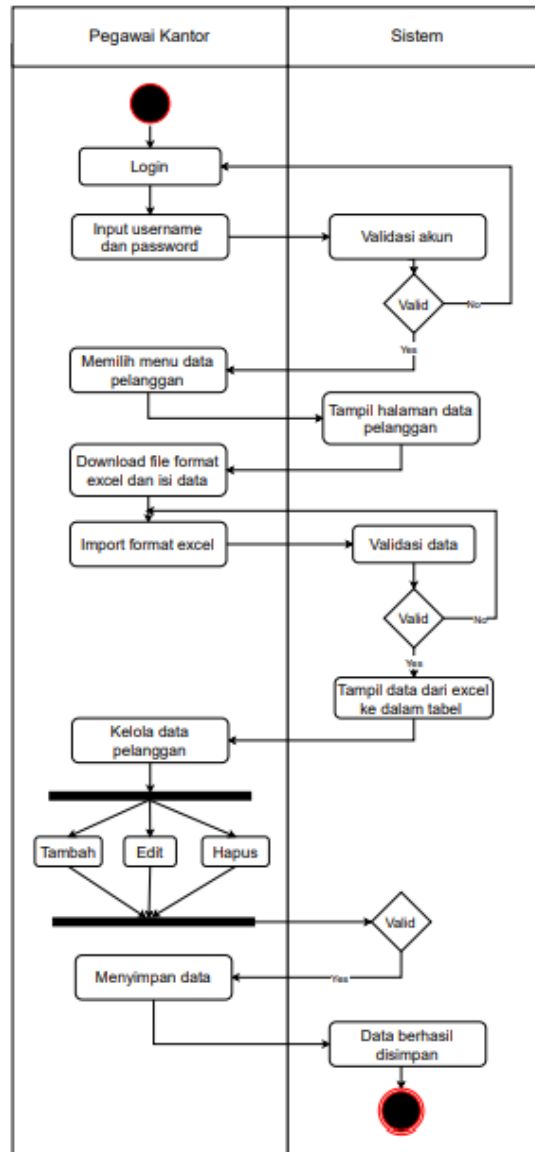 Pegawai Kantor
Sistem
Login
Input username
dan password
Validasi akun
Valid
No
Yes
Memilih menu data
pelanggan
Tampil halaman data
pelanggan
Download file format
excel dan isi data
Import format excel
Validasi data
Valid
No
Yes
Tampil data dari excel
ke dalam tabel
Kelola data
pelanggan
Tambah
Edit
Hapus
Valid
Yes
Menyimpan data
Data berhasil
disimpan